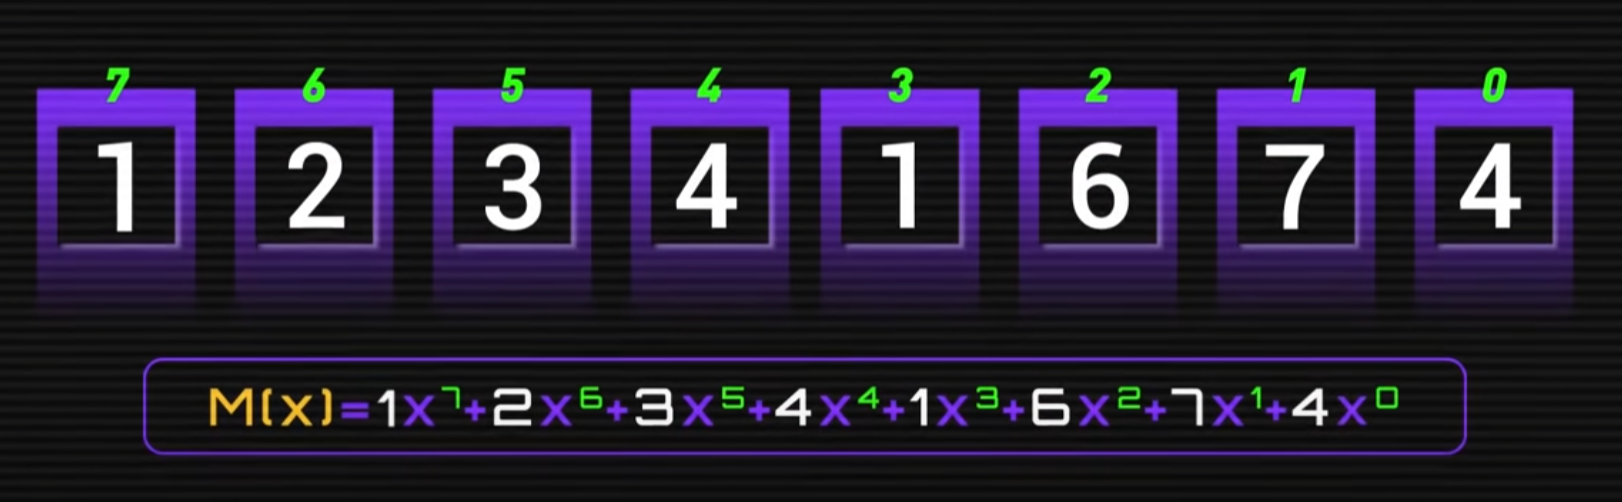 7 6 5 4 3 2 1 0
1 2 3 4 1 6 7 4
M(x)=1x⁷+2x⁶+3x⁵+4x⁴+1x³+6x²+7x¹+4x⁰